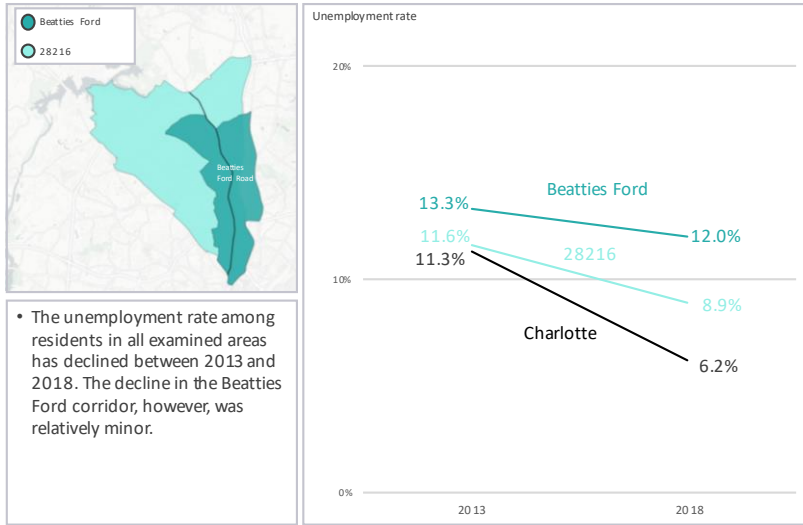 Beatties Ford
28216
Beatties
Ford Road
• The unemployment rate among
residents in all examined areas
has declined between 2013 and
2018. The decline in the Beatties
Ford corridor, however, was
relatively minor.
Unemployment rate
20%
Beatties Ford
13.3%
12.0%
11.6%
28216
11.3%
10%
8.9%
Charlotte
6.2%
0%
2013
2018